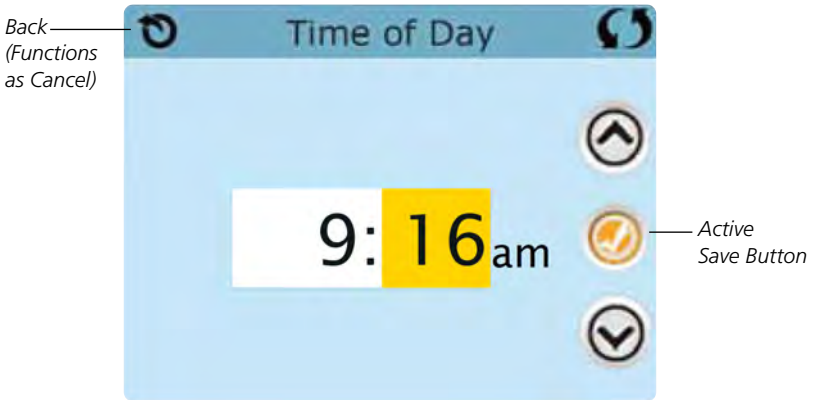 Back
(Functions
as Cancel)
Time of Day
9:16am
Active
Save Button